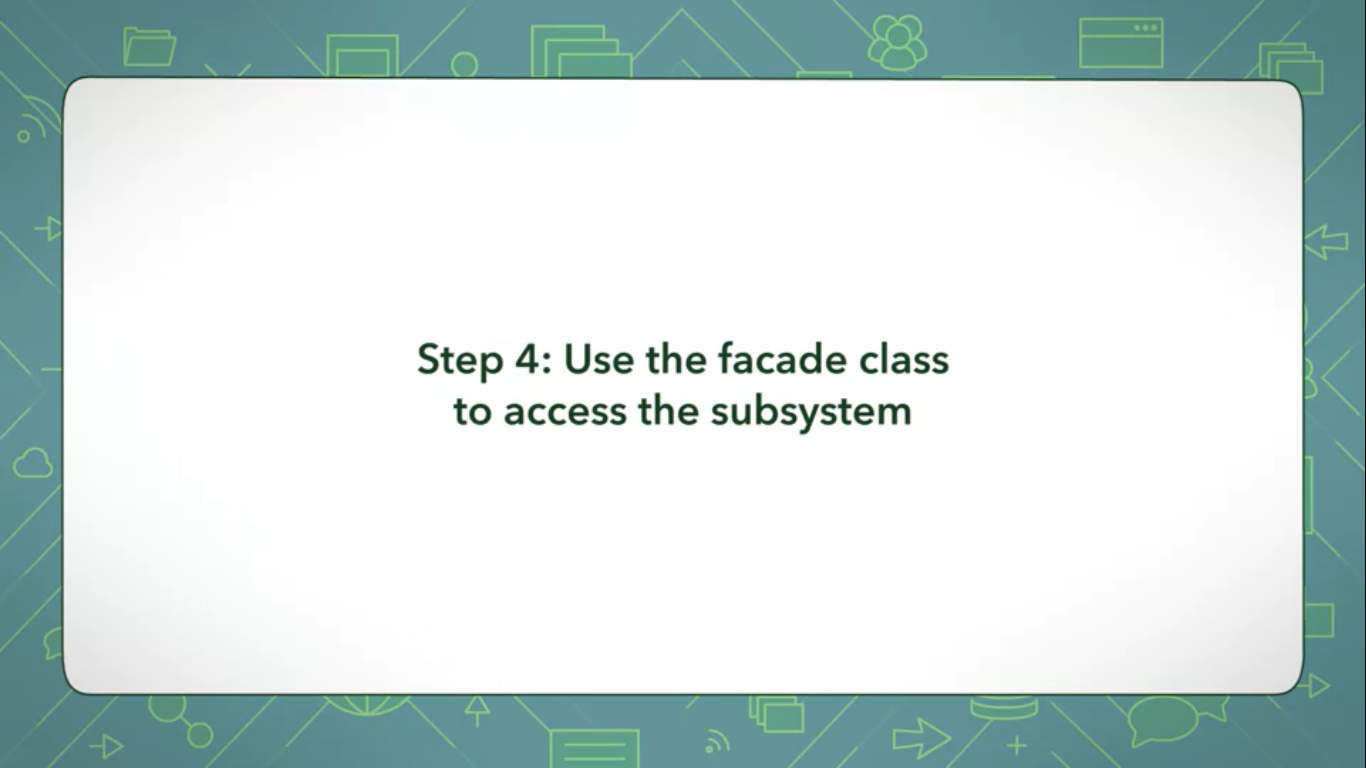 Step 4: Use the facade class
to access the subsystem